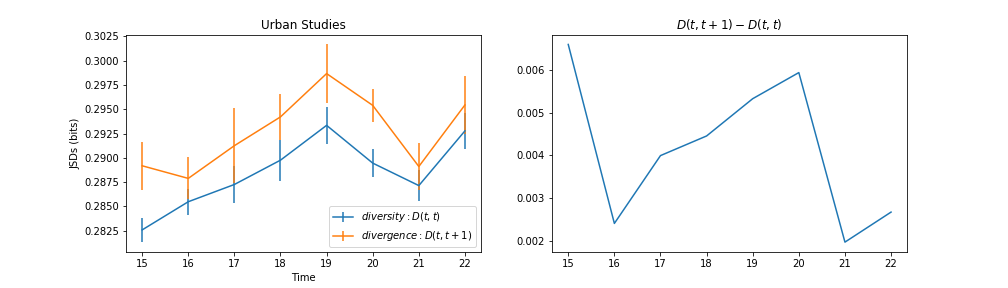 Urban Studies
JSDs (bits)
0.3025
0.3000
0.2975
0.2950
0.2925
0.2900
0.2875
0.2850
0.2825
diversity : D(t, t)
divergence : D(t, t + 1)
15 16 17 18 19 20 21 22
Time
D(t, t + 1) − D(t, t)
0.006
0.005
0.004
0.003
0.002
15 16 17 18 19 20 21 22